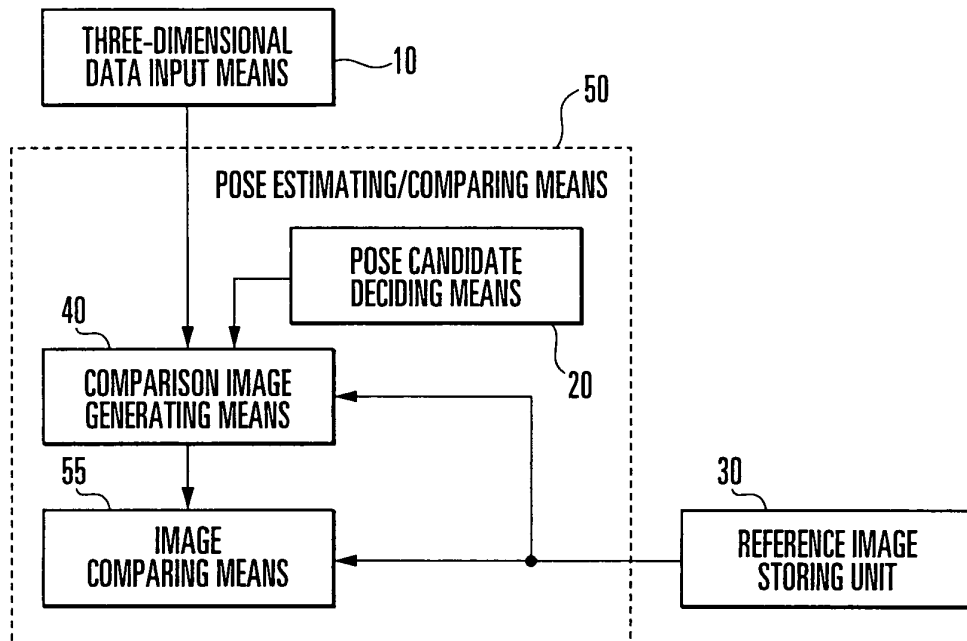 THREE-DIMENSIONAL
DATA INPUT MEANS
10
50
POSE ESTIMATING/COMPARING MEANS
POSE CANDIDATE
DECIDING MEANS
20
40
COMPARISON IMAGE
GENERATING MEANS
55
IMAGE
COMPARING MEANS
30
REFERENCE IMAGE
STORING UNIT